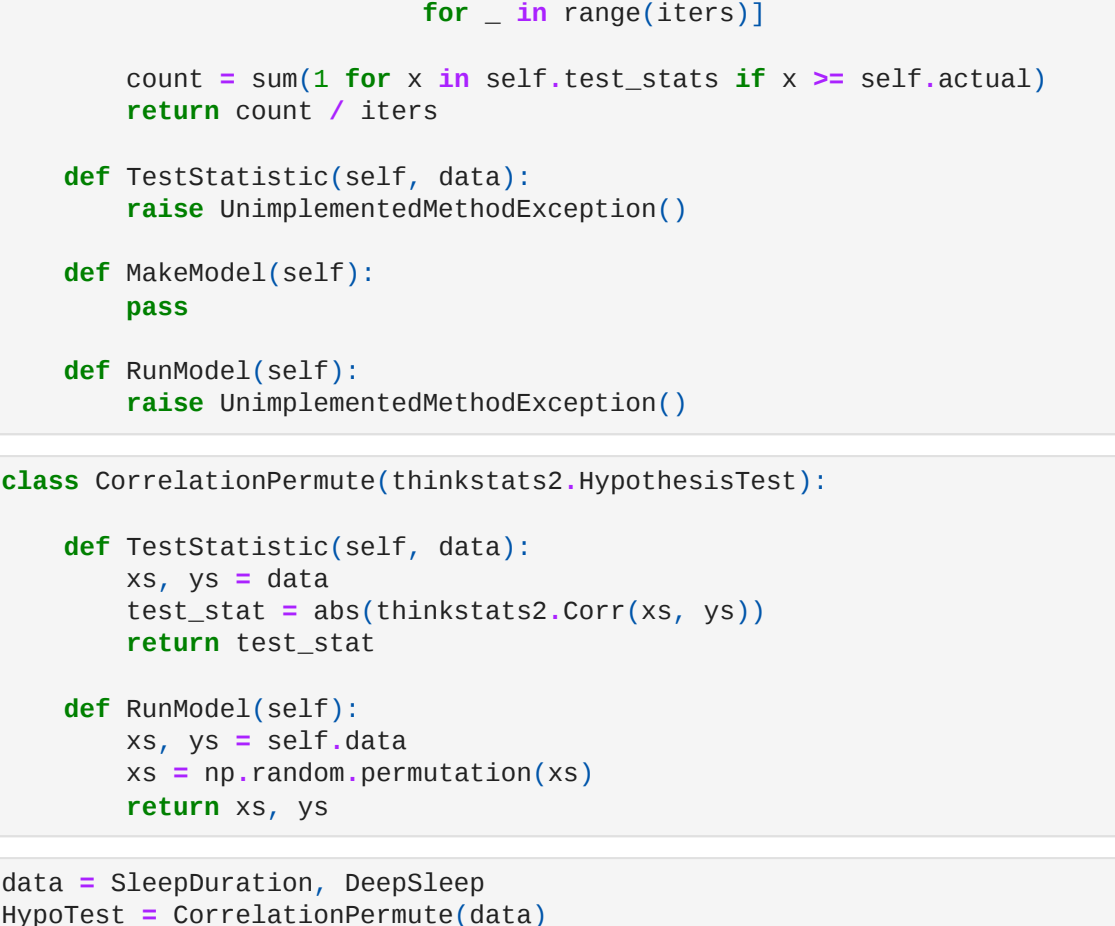 for _ in range(iters)]
count = sum(1 for x in self.test_stats if x >= self.actual)
return count / iters
def TestStatistic(self, data):
raise UnimplementedMethodException()
def MakeModel(self):
pass
def RunModel(self):
raise UnimplementedMethodException()
class CorrelationPermute(thinkstats2.HypothesisTest):
def TestStatistic(self, data):
xs, ys = data
test_stat = abs(thinkstats2.Corr(xs, ys))
return test_stat
def RunModel(self):
xs, ys = self.data
xs = np.random.permutation(xs)
return xs, ys
data = SleepDuration, DeepSleep
HypoTest = CorrelationPermute(data)